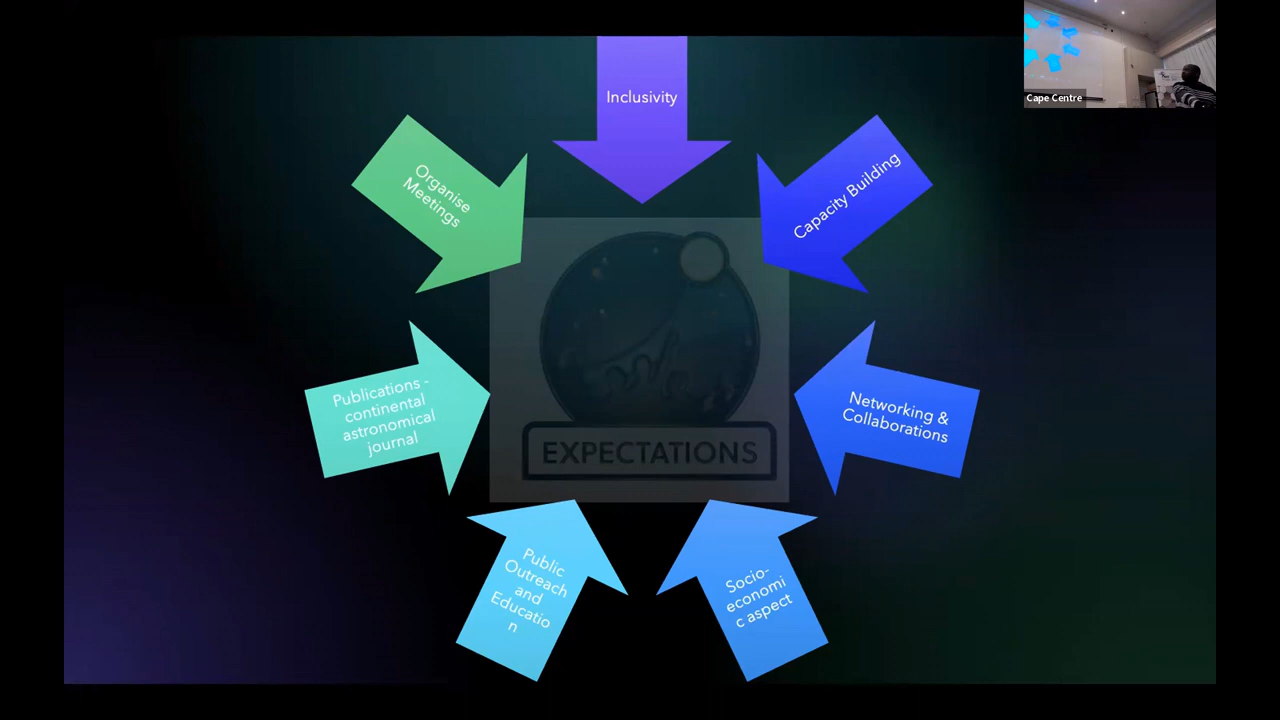 Inclusivity
Cape Centre
Organise
Meetings
Capacity Building
Publications -
continental
astronomical
journal
Networking &
Collaborations
EXPECTATIONS
Public
Outreach
and
Educatio
n
Socio-
economi
c aspect